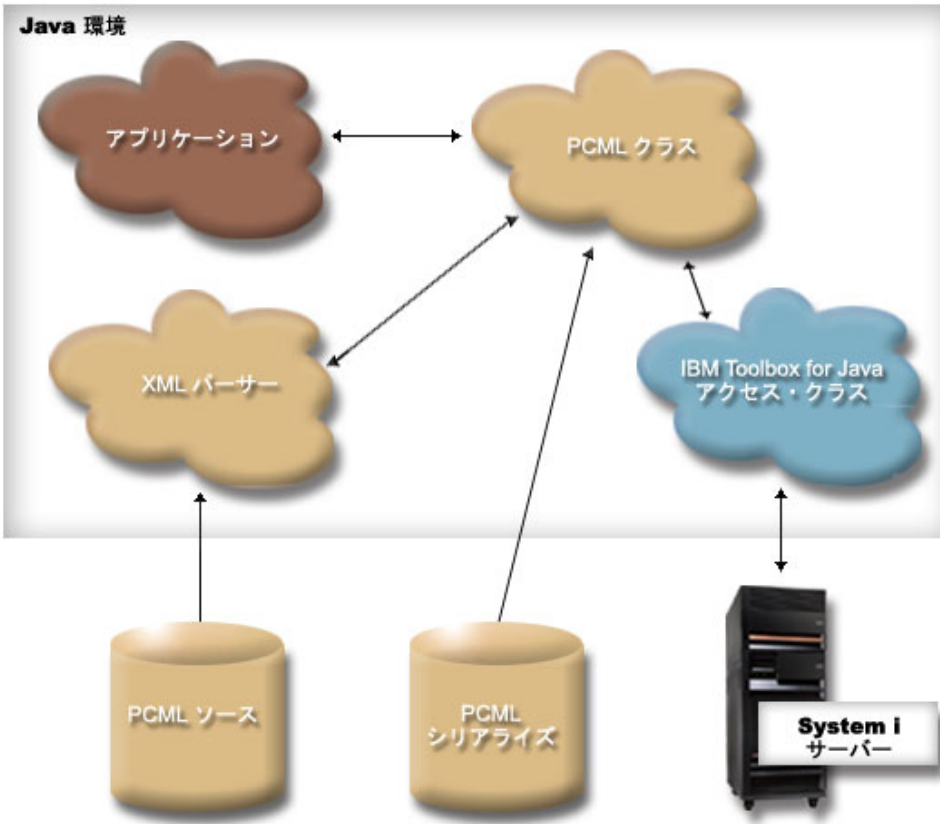 Java 環境
アプリケーション
PCML クラス
XML パーサー
IBM Toolbox for Java
アクセス・クラス
PCML ソース
PCML
シリアライズ
System i
サーバー